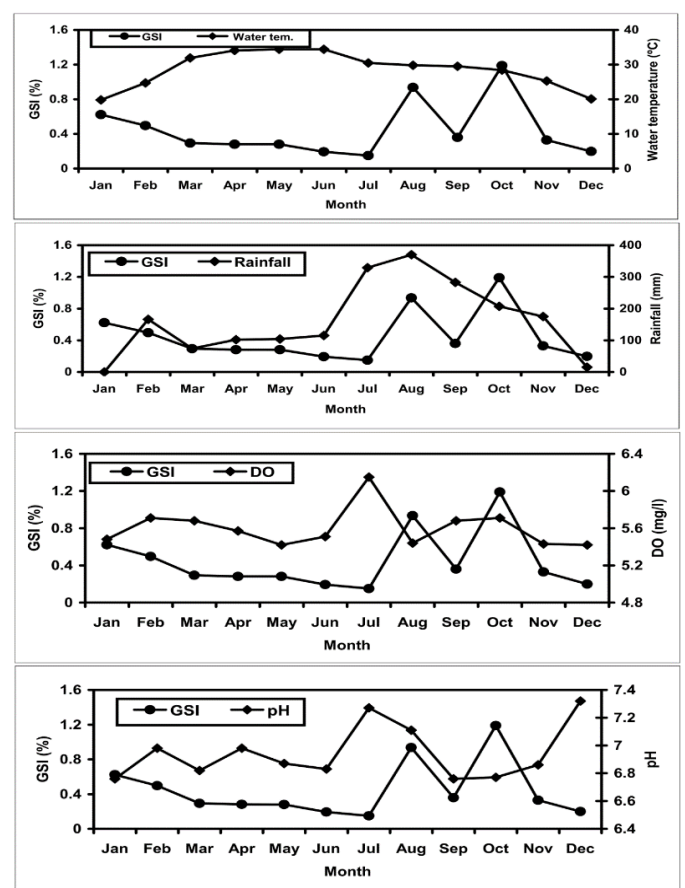 GSI Water tem.
1.6 1.2 0.8 0.4 0
GSI (%)
40 30 20 10 0
Water temperature (ºC)
Jan Feb Mar Apr May Jun Jul Aug Sep Oct Nov Dec
Month
GSI Rainfall
1.6 1.2 0.8 0.4 0
GSI (%)
400 300 200 100 0
Rainfall (mm)
Jan Feb Mar Apr May Jun Jul Aug Sep Oct Nov Dec
Month
GSI DO
1.6 1.2 0.8 0.4 0
GSI (%)
6.4 6 5.6 5.2 4.8
DO (mg/l)
Jan Feb Mar Apr May Jun Jul Aug Sep Oct Nov Dec
Month
GSI pH
1.6 1.2 0.8 0.4 0
GSI (%)
7.4 7.2 7 6.8 6.6 6.4
pH
Jan Feb Mar Apr May Jun Jul Aug Sep Oct Nov Dec
Month